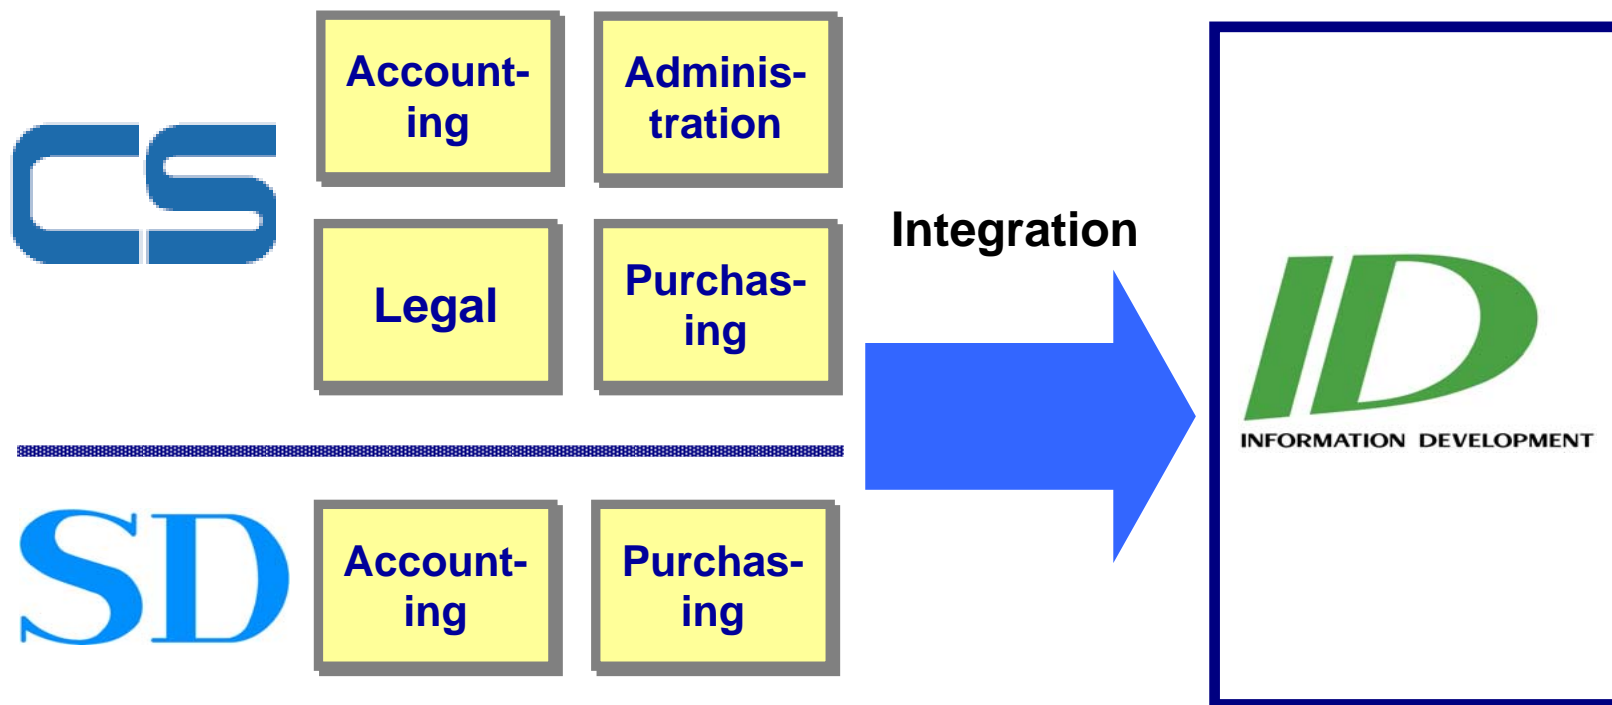 CS
Account-
ing
Adminis-
tration
Legal
Purchas-
ing
Integration
SD
Account-
ing
Purchas-
ing
ID
INFORMATION DEVELOPMENT